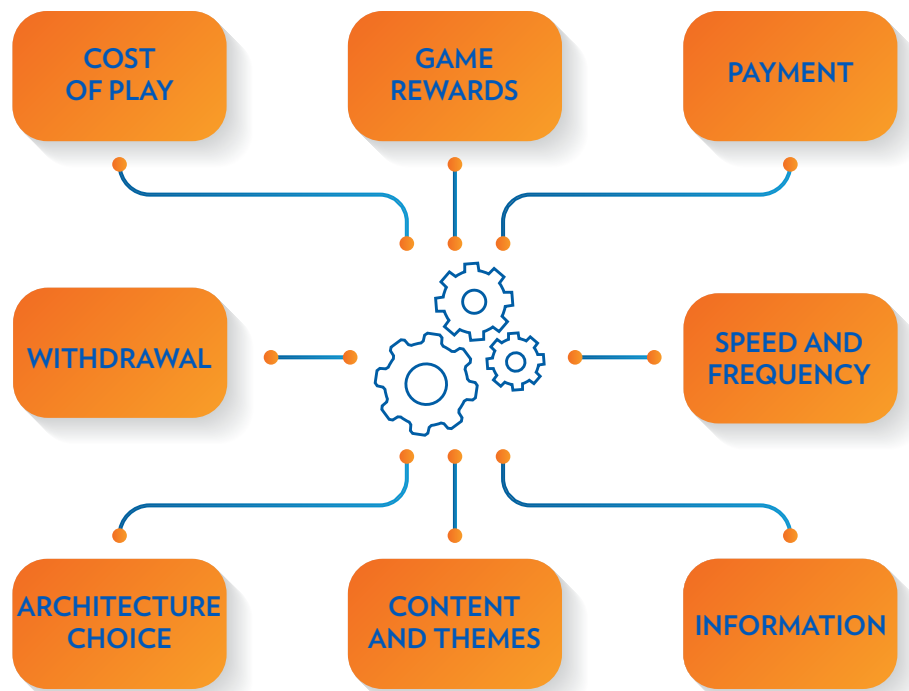 COST
OF PLAY
GAME
REWARDS
PAYMENT
WITHDRAWAL
SPEED AND
FREQUENCY
ARCHITECTURE
CHOICE
CONTENT
AND THEMES
INFORMATION